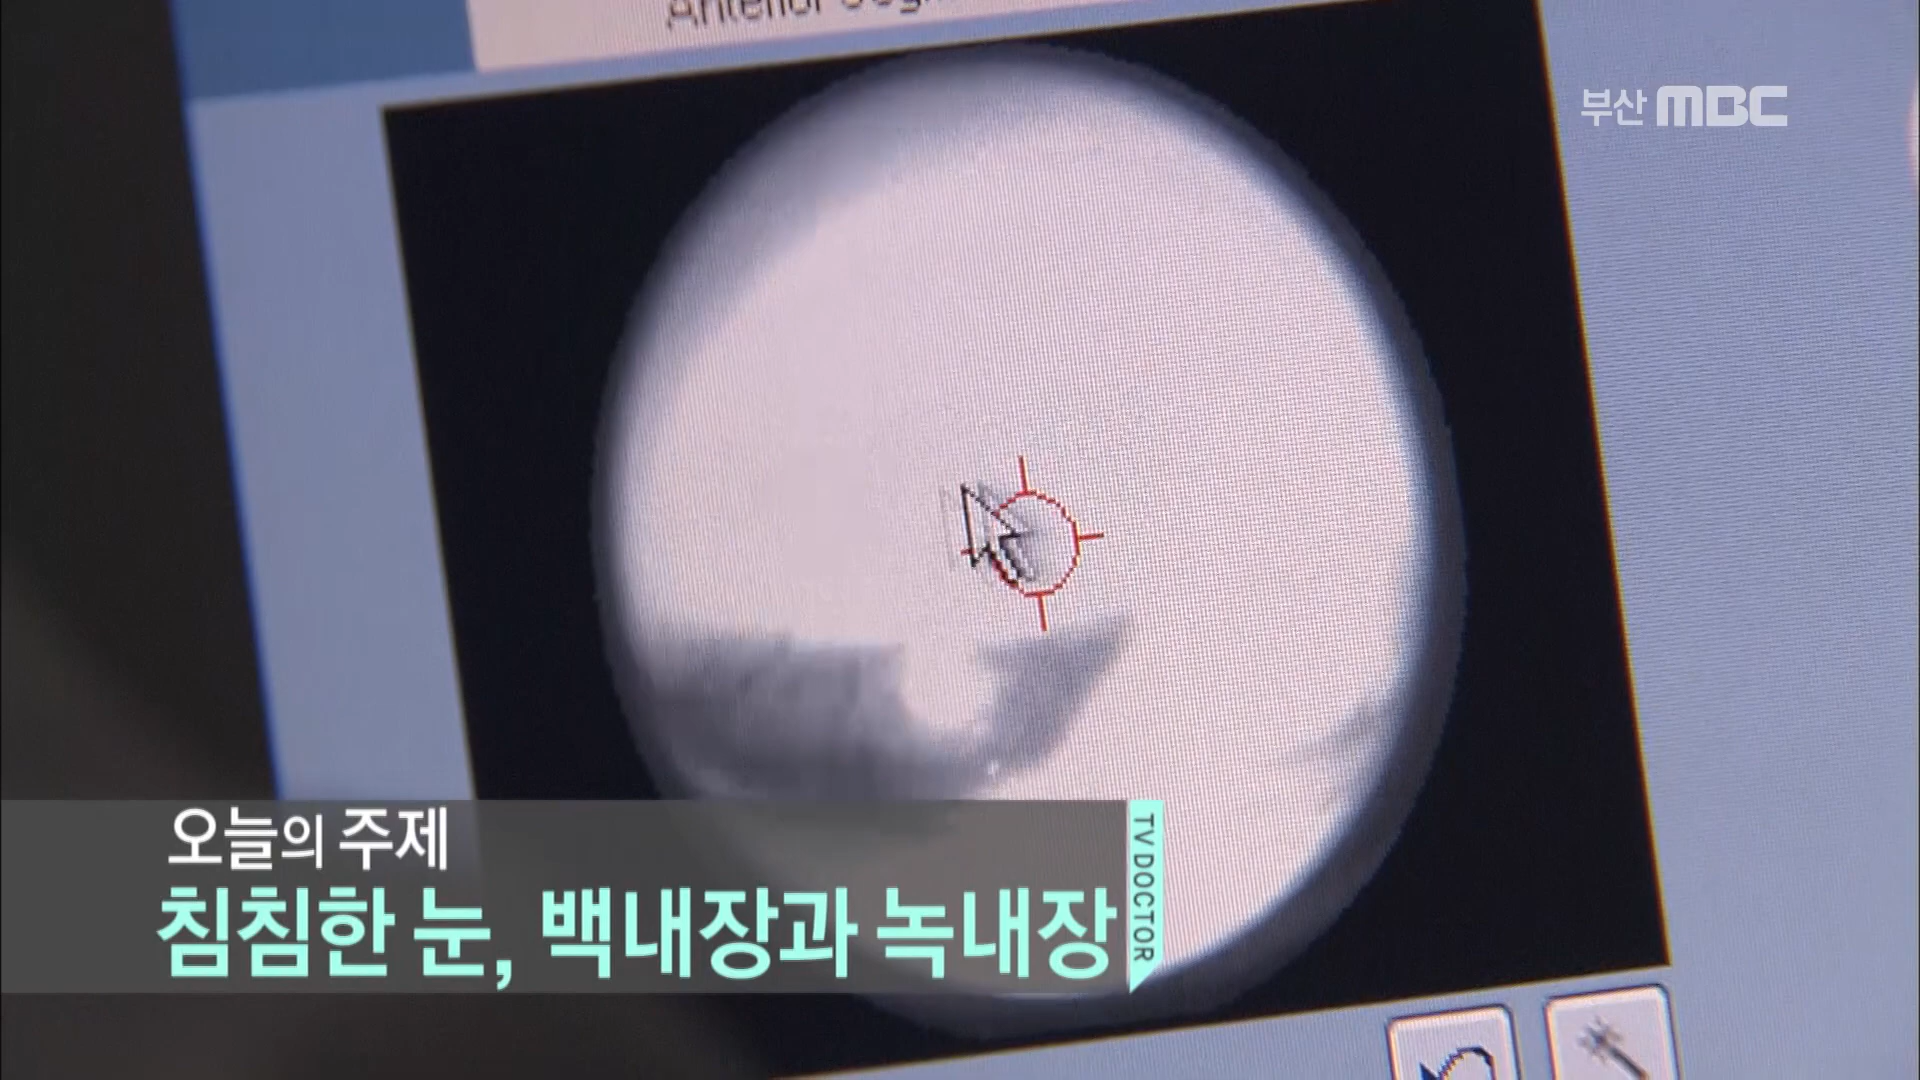 Anterior
부산 MBC
오늘의 주제
침침한 눈, 백내장과 녹내장
TV DOCTOR